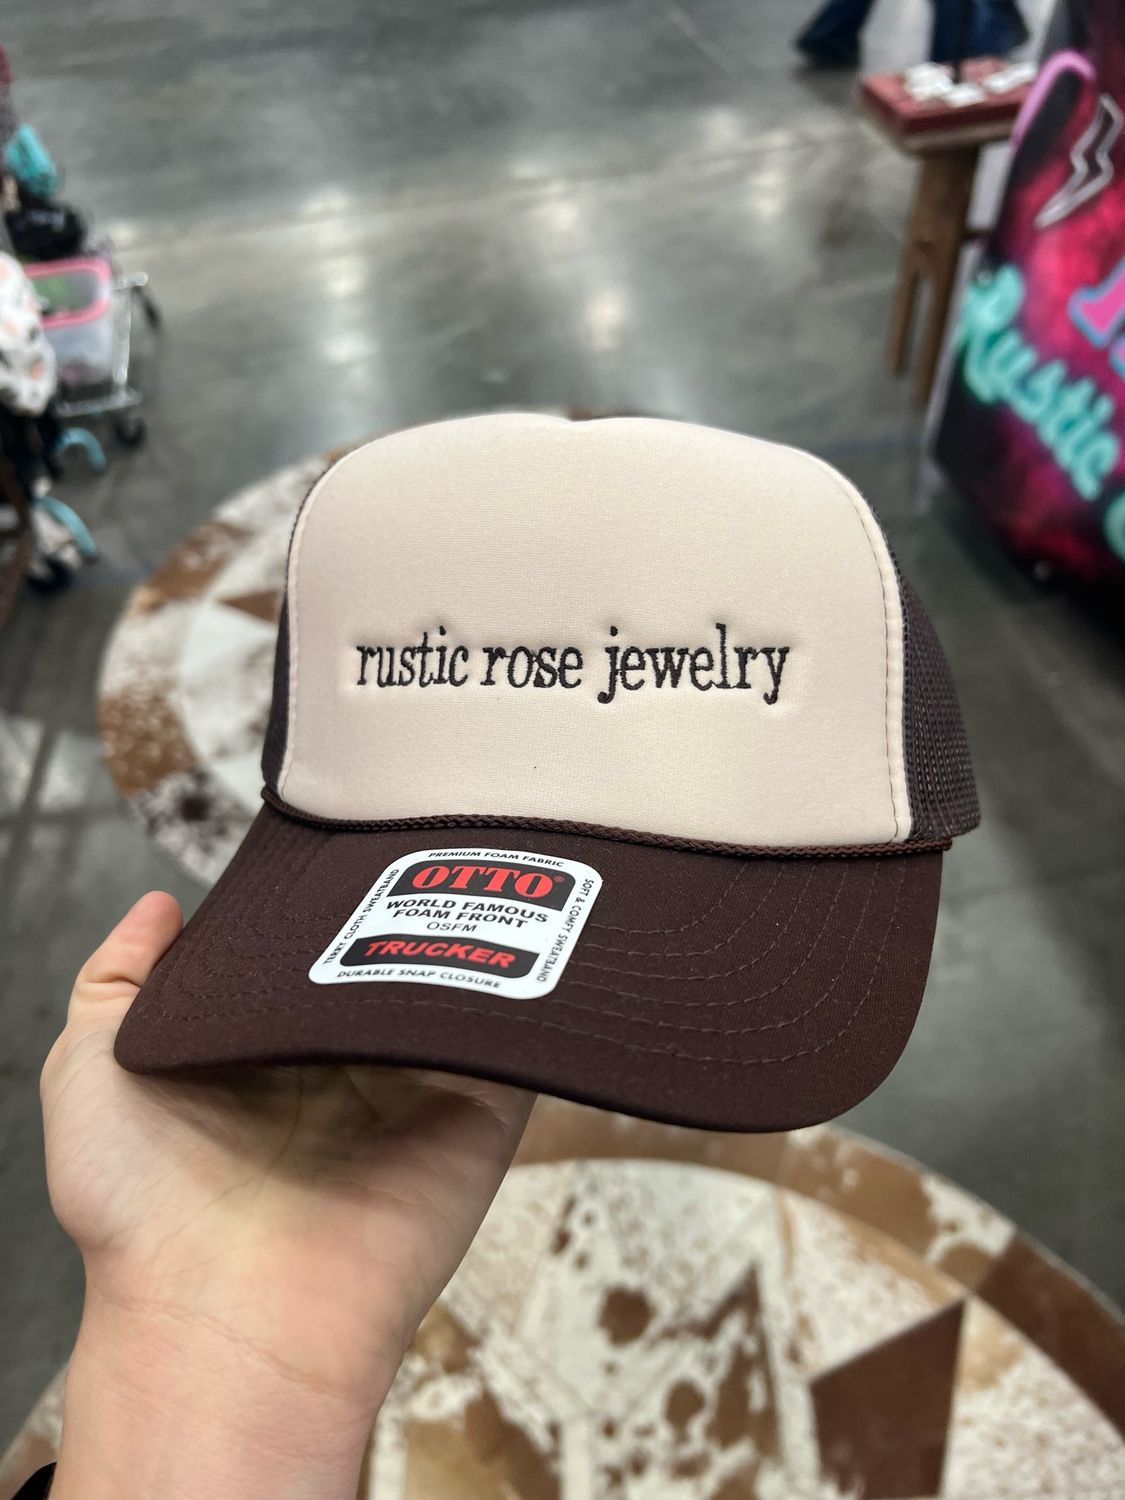 rustic rose jewelry
PREMIUM FOAM FABRIC
OTTO®
WORLD FAMOUS
FOAM FRONT
OSFM
TRUCKER
DURABLE SNAP CLOSURE
TERRY CLOTH SWEATBAND
SOFT & COMFY SWEATBAND
Rustic